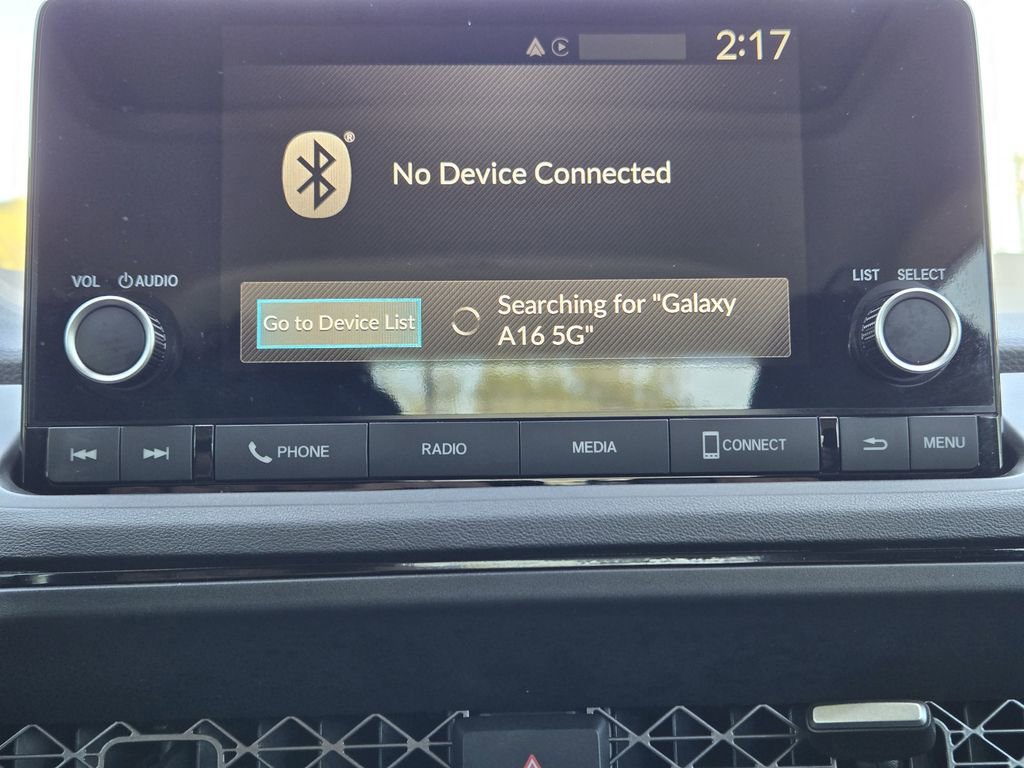 2:17
®
No Device Connected
VOL AUDIO
LIST SELECT
Go to Device List
Searching for "Galaxy
A16 5G"
PHONE
RADIO
MEDIA
CONNECT
MENU